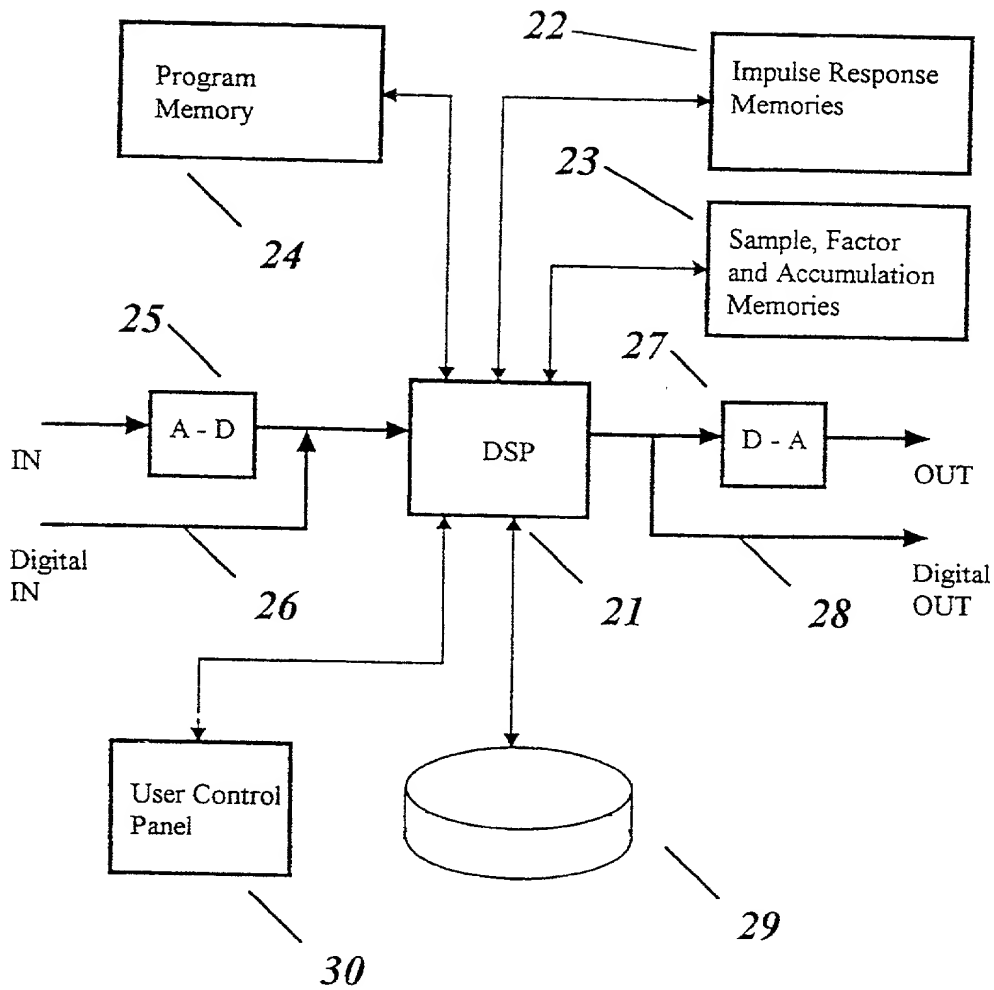 22
Program
Memory
Impulse Response
Memories
23
24
Sample, Factor
and Accumulation
Memories
25
27
A - D
DSP
D - A
IN
OUT
Digital
IN
26
21
28
Digital
OUT
User Control
Panel
29
30